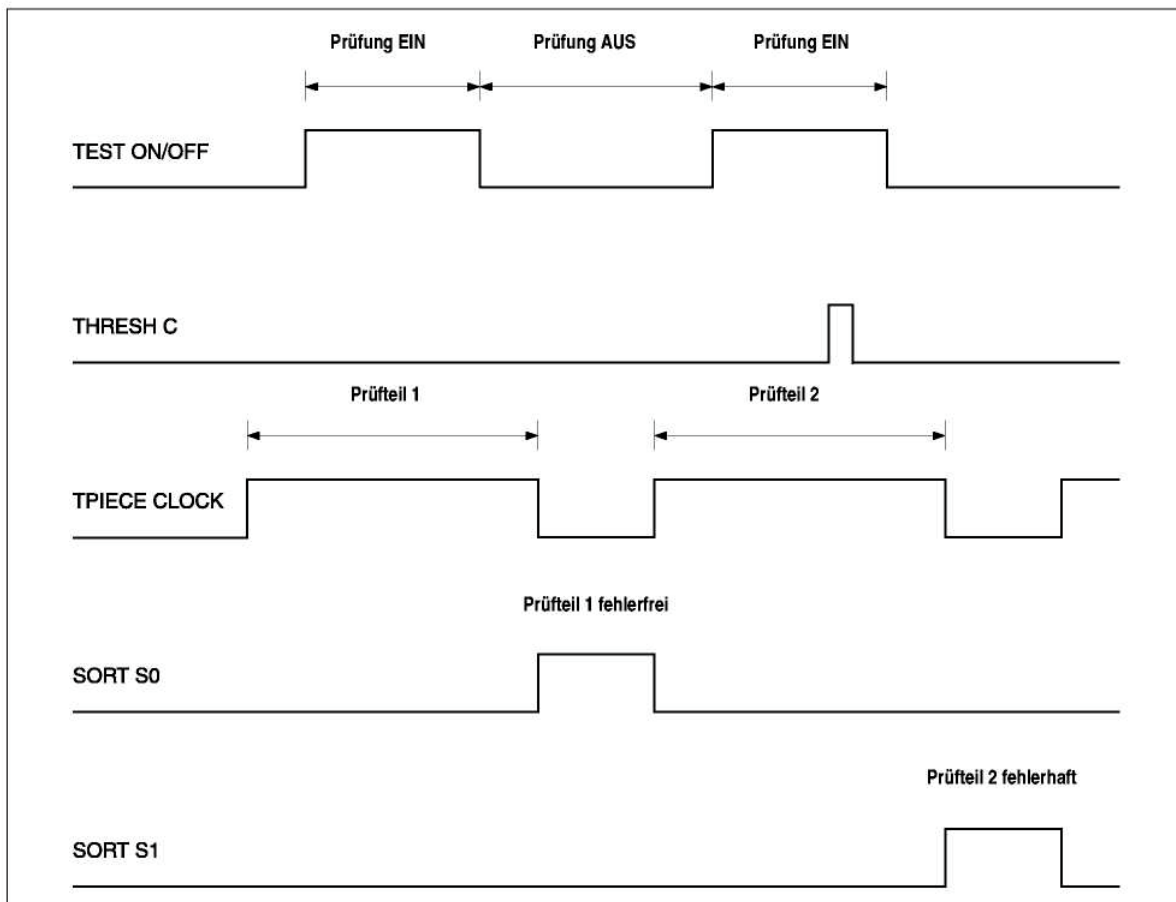 Prüfung EIN Prüfung AUS Prüfung EIN
TEST ON/OFF
THRESH C
Prüfteil 1 Prüfteil 2
TPIECE CLOCK
Prüfteil 1 fehlerfrei
SORT S0
Prüfteil 2 fehlerhaft
SORT S1